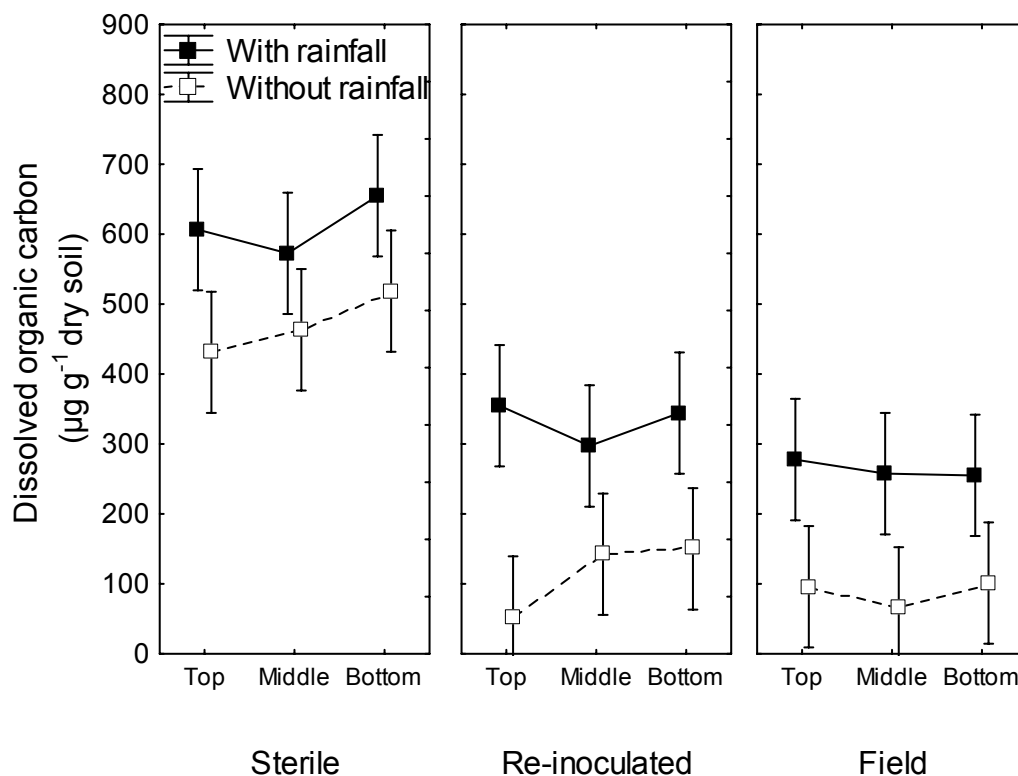 900
800
700
600
500
400
300
200
100
0
Dissolved organic carbon
(µg g⁻¹ dry soil)
With rainfall
Without rainfall
Top Middle Bottom
Top Middle Bottom
Top Middle Bottom
Sterile
Re-inoculated
Field